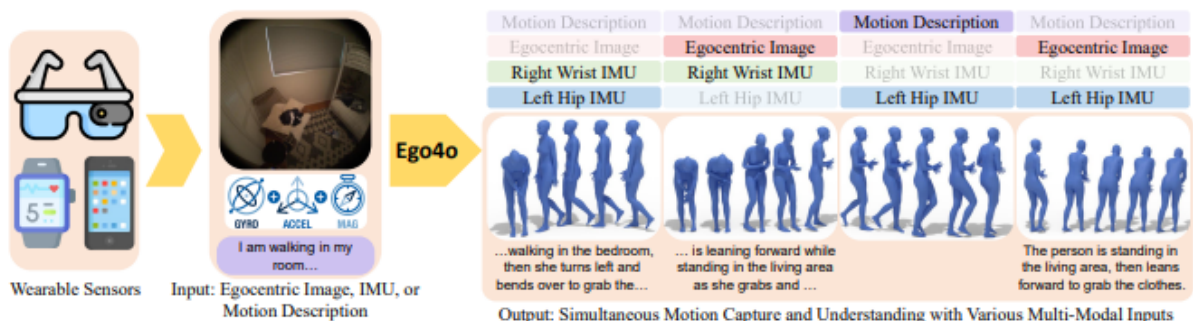 Motion Description Motion Description Motion Description Motion Description
Egocentric Image Egocentric Image Egocentric Image Egocentric Image
Right Wrist IMU Right Wrist IMU Right Wrist IMU Right Wrist IMU
Left Hip IMU Left Hip IMU Left Hip IMU Left Hip IMU
Ego4o
5
GYRO ACCEL MAG
I am walking in my
room…
…walking in the bedroom,
then she turns left and
bends over to grab the…
… is leaning forward while
standing in the living area
as she grabs and …
The person is standing in
the living area, then leans
forward to grab the clothes.
Wearable Sensors
Input: Egocentric Image, IMU, or
Motion Description
Output: Simultaneous Motion Capture and Understanding with Various Multi-Modal Inputs